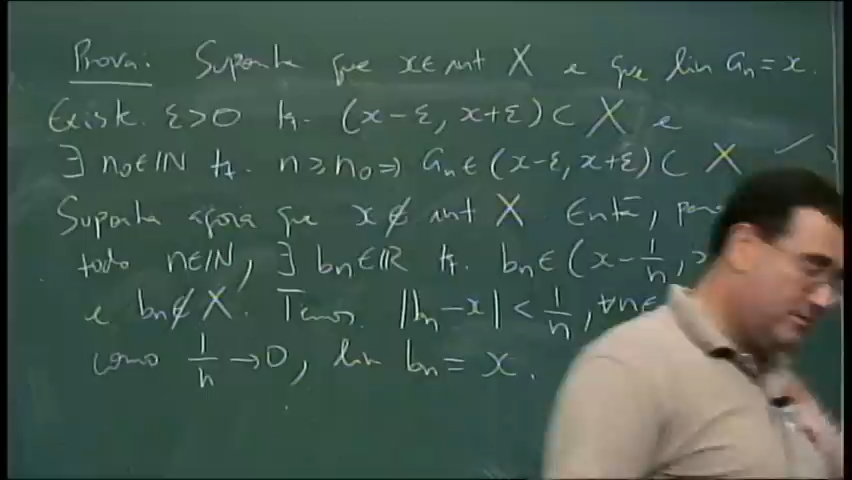 Prova: Suponha que x∈ int X e que lim an = x.
Existe ε>0 t.q. (x-ε, x+ε) ⊂ X e
∃ n0∈ℕ t.q. n≥n0 ⇒ an ∈ (x-ε, x+ε) ⊂ X ✓
Suponha agora que x∉ int X. Então, para
todo n∈ℕ, ∃ bn∈ℝ t.q. bn∈ (x-1/n,
e bn∉X. Temos |bn-x| < 1/n, ∀n∈
como 1/n → 0, lim bn = x.